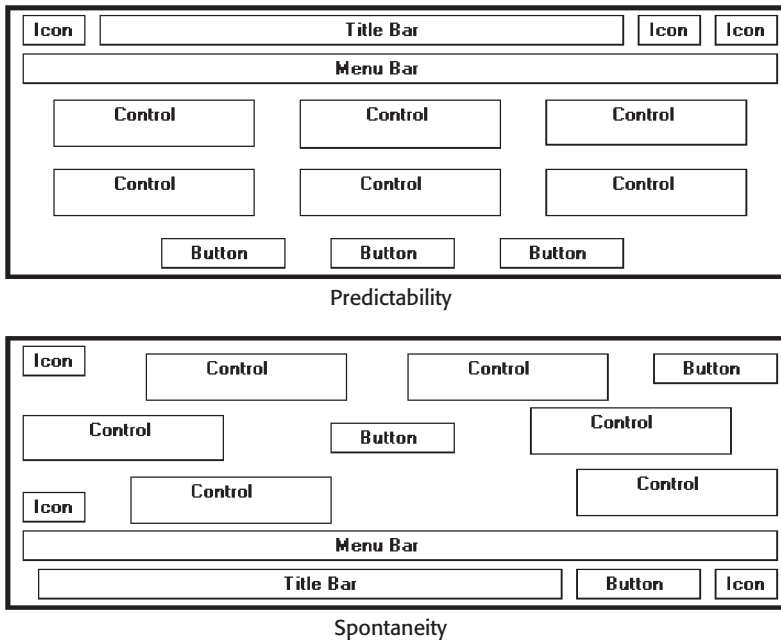 Icon Title Bar Icon Icon
Menu Bar
Control Control Control
Control Control Control
Button Button Button
Predictability
Icon Control Control Button
Control Button Control
Icon Control Control
Menu Bar
Title Bar Button Icon
Spontaneity